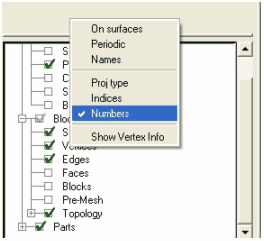 On surfaces
Periodic
Names
Proj type
Indices
Numbers
Show Vertex Info
S
P
C
S
B
Bloc
S
Vertices
Edges
Faces
Blocks
Pre-Mesh
Topology
Parts